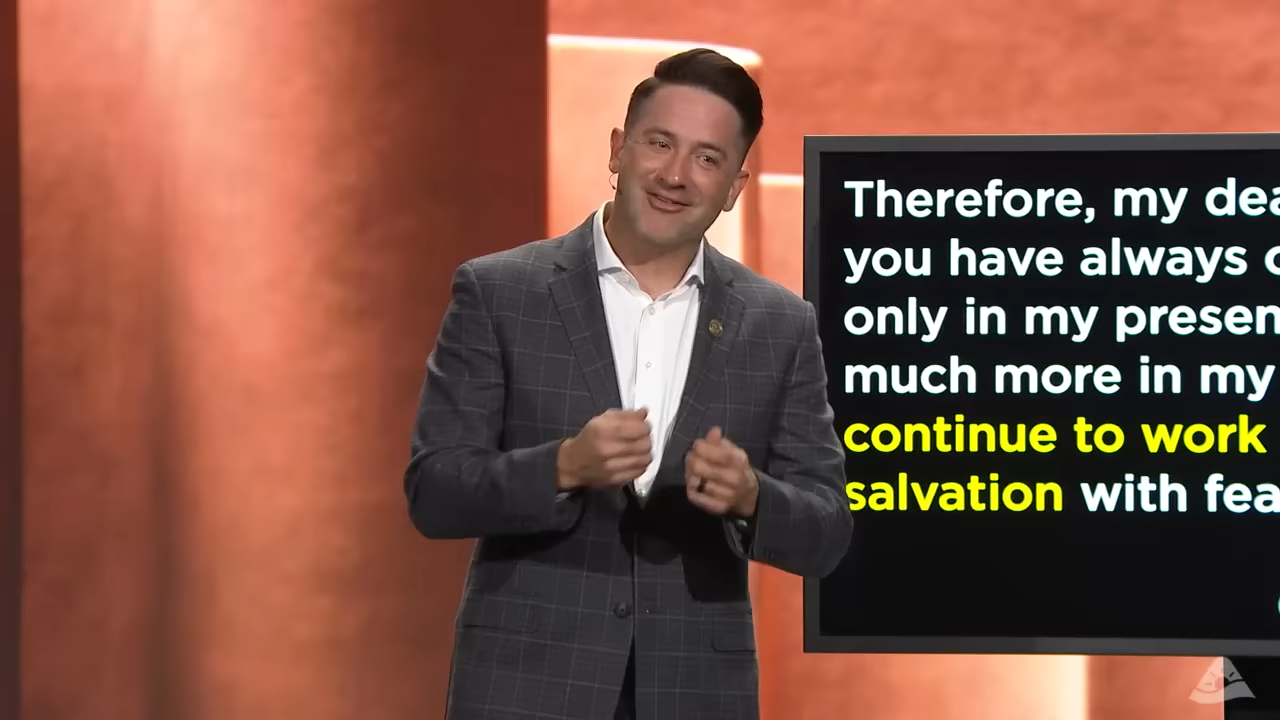 Therefore, my dea
you have always
only in my presen
much more in my
continue to work
salvation with fea